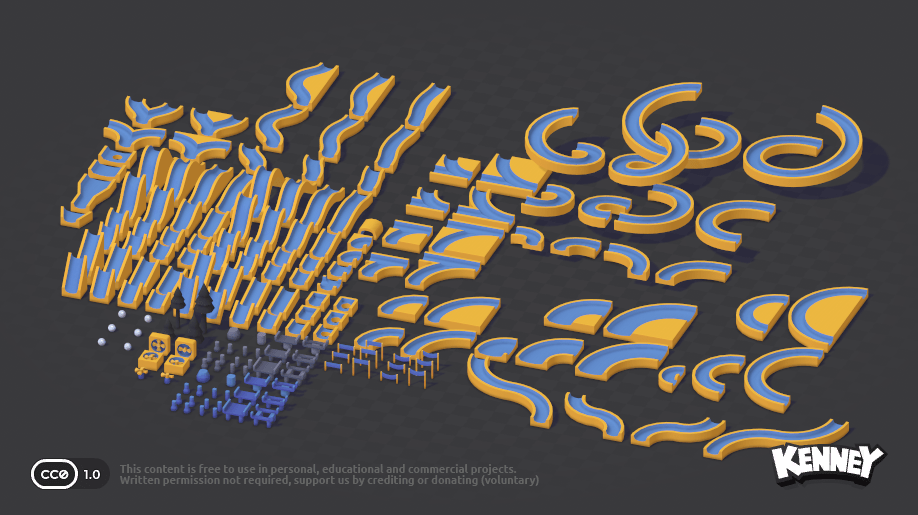 CC0 1.0
This content is free to use in personal, educational and commercial projects.
Written permission not required, support us by crediting or donating (voluntary)
KENNEY